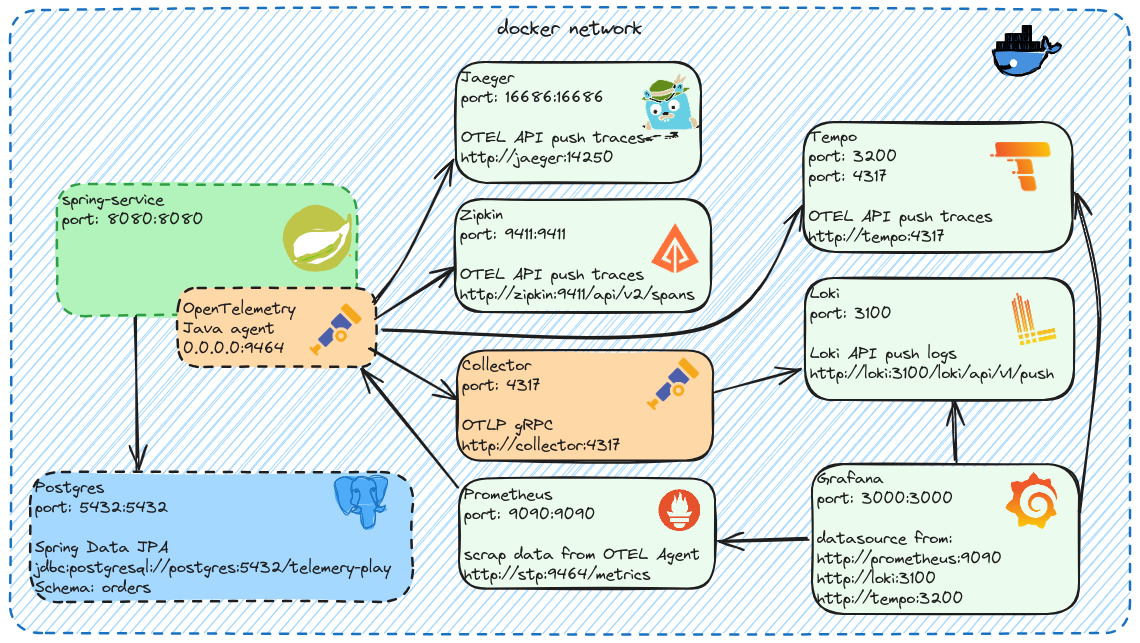 docker network
Jaeger
port: 16686:16686
OTEL API push traces
http://jaeger:14250
Tempo
port: 3200
port: 4317
OTEL API push traces
http://tempo:4317
spring-service
port: 8080:8080
Zipkin
port: 9411:9411
OTEL API push traces
http://zipkin:9411/api/v2/spans
OpenTelemetry
Java agent
0.0.0.0:9464
Loki
port: 3100
Loki API push logs
http://loki:3100/loki/api/v1/push
Collector
port: 4317
OTLP gRPC
http://collector:4317
Postgres
port: 5432:5432
Spring Data JPA
jdbc:postgresql://postgres:5432/telemery-play
Schema: orders
Prometheus
port: 9090:9090
scrap data from OTEL Agent
http://stp:9464/metrics
Grafana
port: 3000:3000
datasource from:
http://prometheus:9090
http://loki:3100
http://tempo:3200